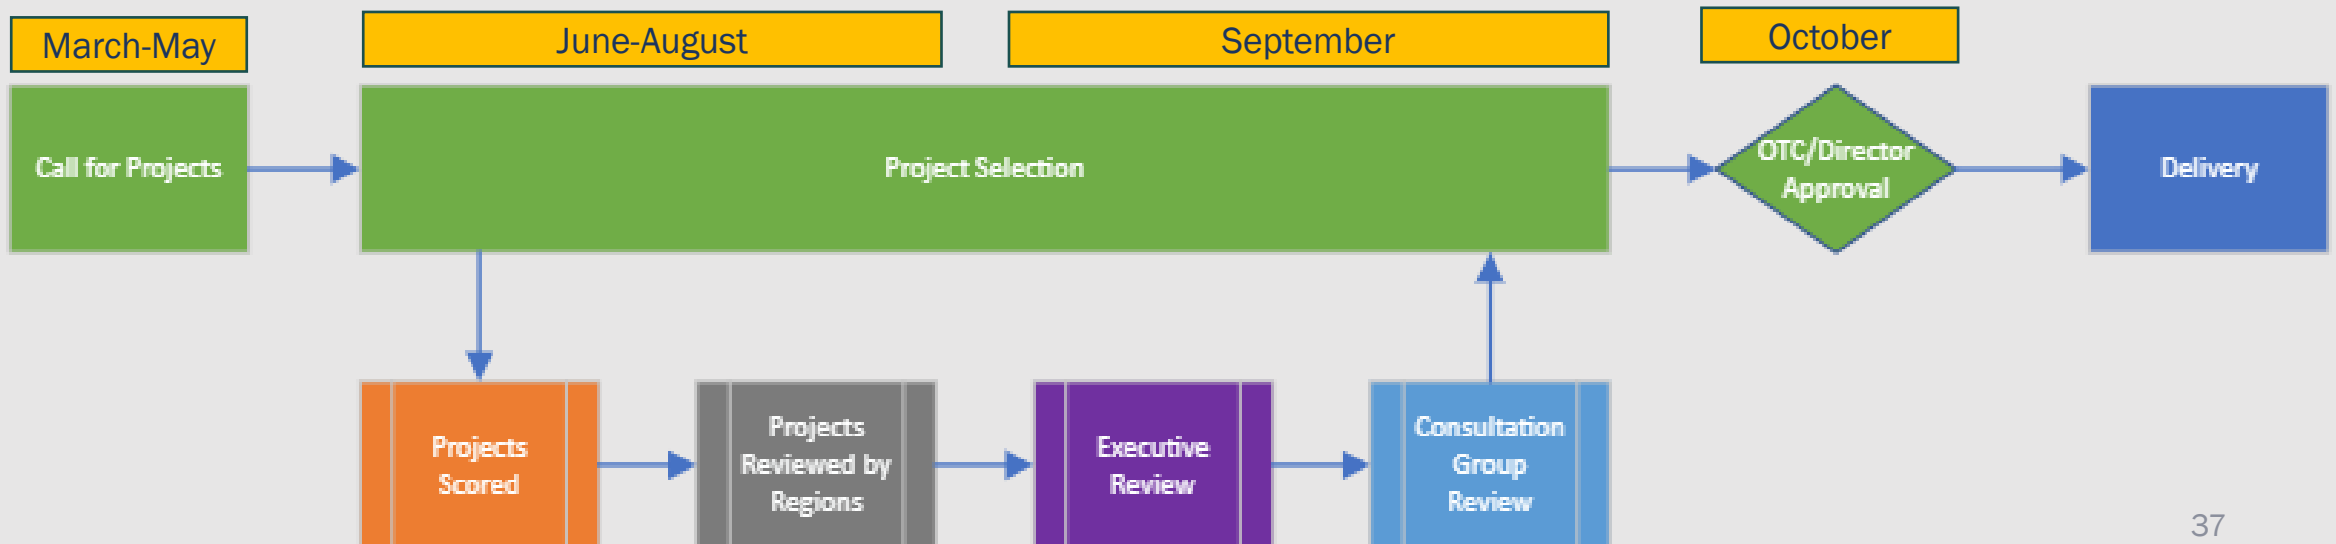 March-May
June-August
September
October
Call for Projects
Project Selection
OTC/Director
Approval
Delivery
Projects
Scored
Projects
Reviewed by
Regions
Executive
Review
Consultation
Group
Review
37